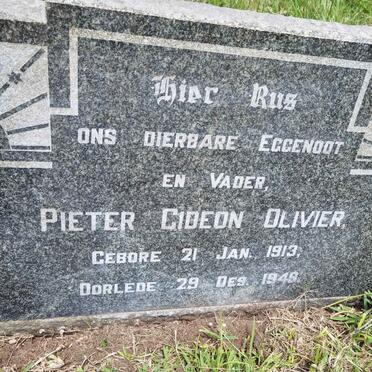 Hier Rus
ONS DIERBARE EGGENOOT
EN VADER,
PIETER GIDEON OLIVIER,
GEBORE 21 JAN. 1913,
OORLEDE 29 DES. 1948.